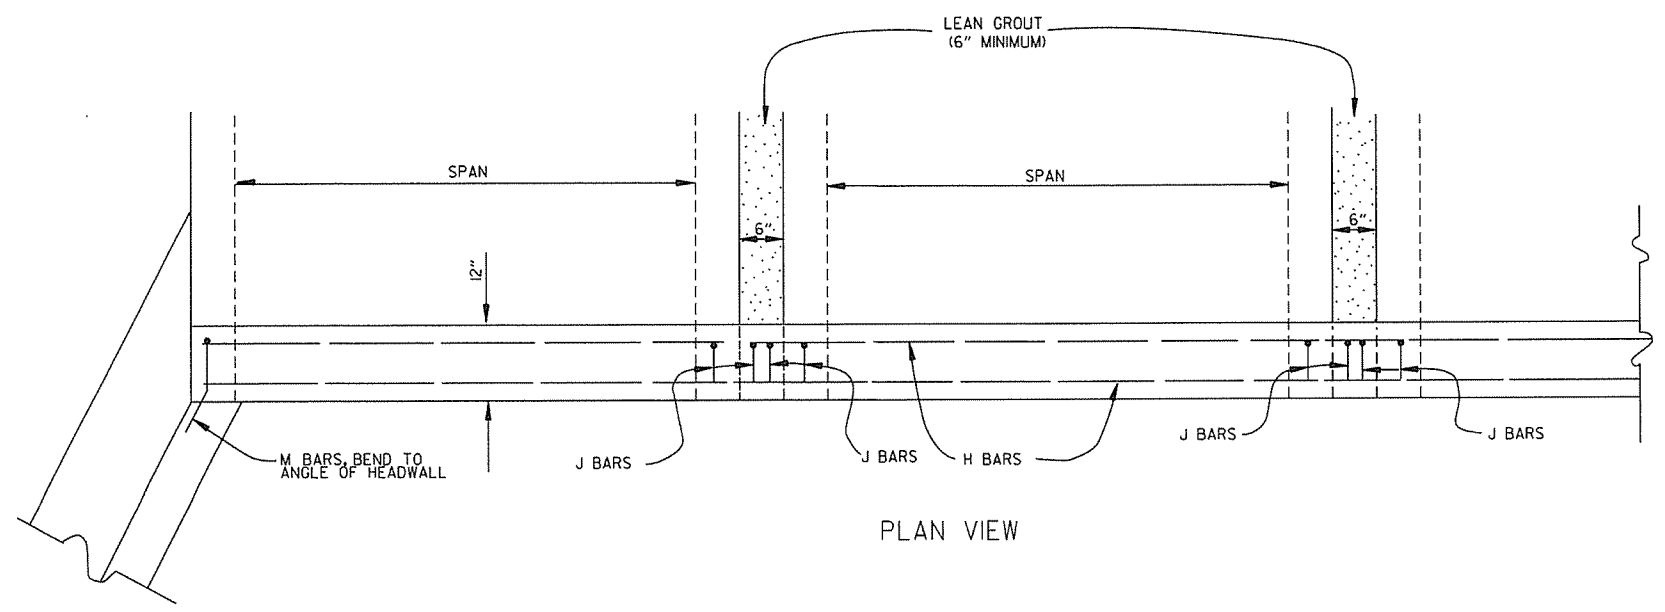 LEAN GROUT
(6" MINIMUM)
SPAN
SPAN
6"
6"
12"
M BARS, BEND TO
ANGLE OF HEADWALL
J BARS
J BARS
H BARS
J BARS
J BARS
PLAN VIEW